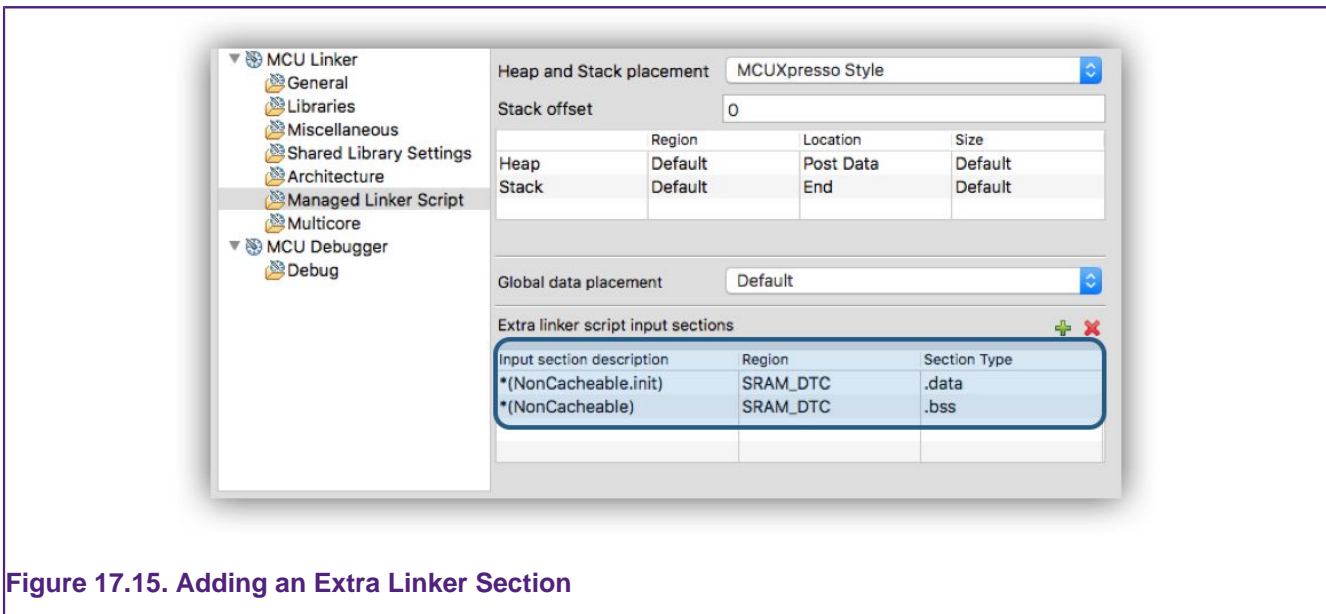 MCU Linker
General
Libraries
Miscellaneous
Shared Library Settings
Architecture
Managed Linker Script
Multicore
MCU Debugger
Debug
Heap and Stack placement MCUXpresso Style
Stack offset 0
Region Location Size
Heap Default Post Data Default
Stack Default End Default
Global data placement Default
Extra linker script input sections
Input section description Region Section Type
*(NonCacheable.init) SRAM_DTC .data
*(NonCacheable) SRAM_DTC .bss
Figure 17.15. Adding an Extra Linker Section